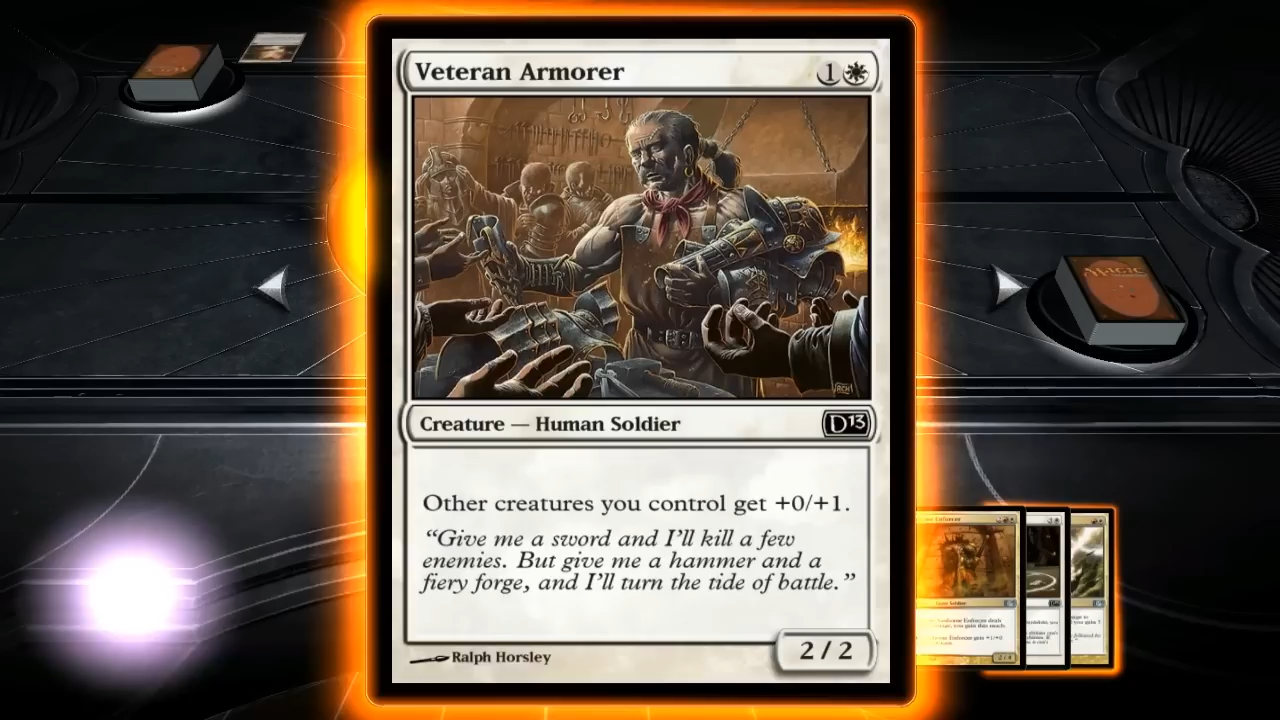 Veteran Armorer
1
Creature — Human Soldier
D13
Other creatures you control get +0/+1.
“Give me a sword and I’ll kill a few
enemies. But give me a hammer and a
fiery forge, and I’ll turn the tide of battle.”
2 / 2
Ralph Horsley
MAGIC
Enforcer